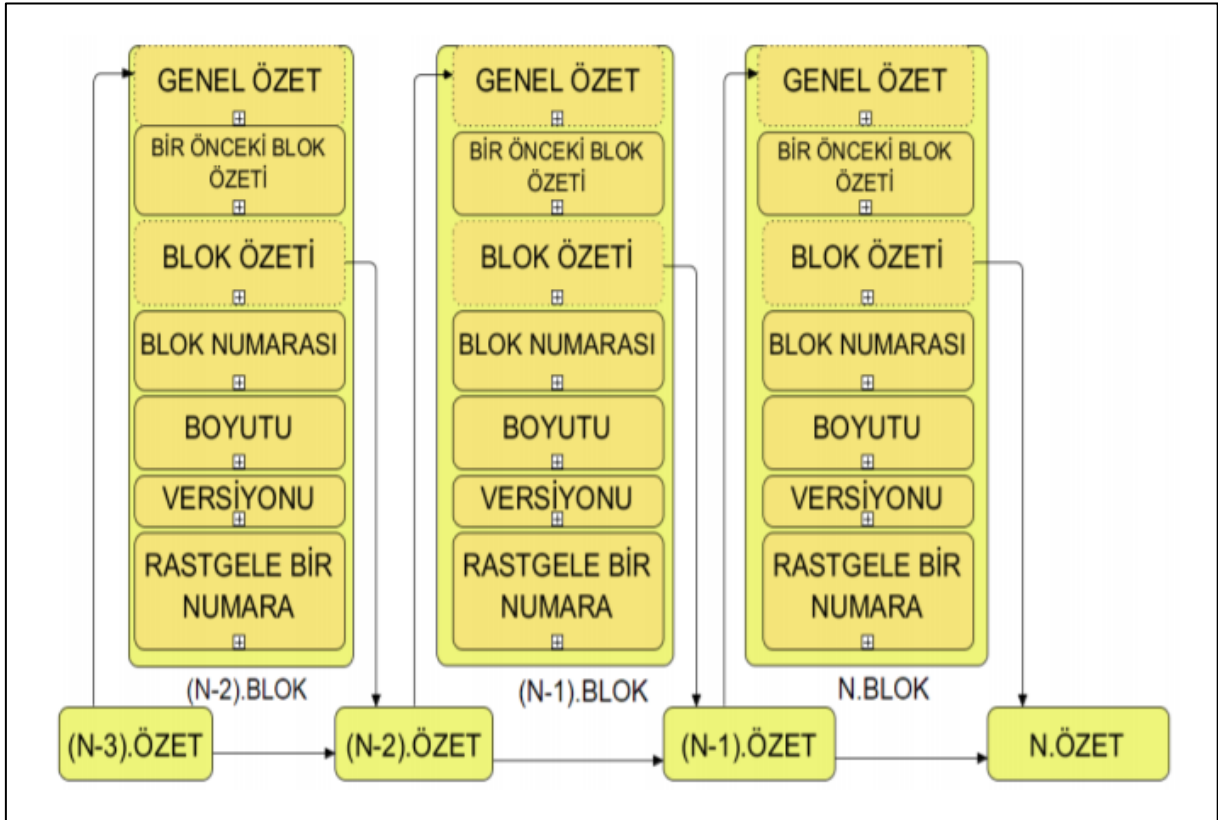 GENEL ÖZET
BİR ÖNCEKİ BLOK
ÖZETİ
BLOK ÖZETİ
BLOK NUMARASI
BOYUTU
VERSİYONU
RASTGELE BİR
NUMARA
(N-2).BLOK
GENEL ÖZET
BİR ÖNCEKİ BLOK
ÖZETİ
BLOK ÖZETİ
BLOK NUMARASI
BOYUTU
VERSİYONU
RASTGELE BİR
NUMARA
(N-1).BLOK
GENEL ÖZET
BİR ÖNCEKİ BLOK
ÖZETİ
BLOK ÖZETİ
BLOK NUMARASI
BOYUTU
VERSİYONU
RASTGELE BİR
NUMARA
N.BLOK
(N-3).ÖZET
(N-2).ÖZET
(N-1).ÖZET
N.ÖZET